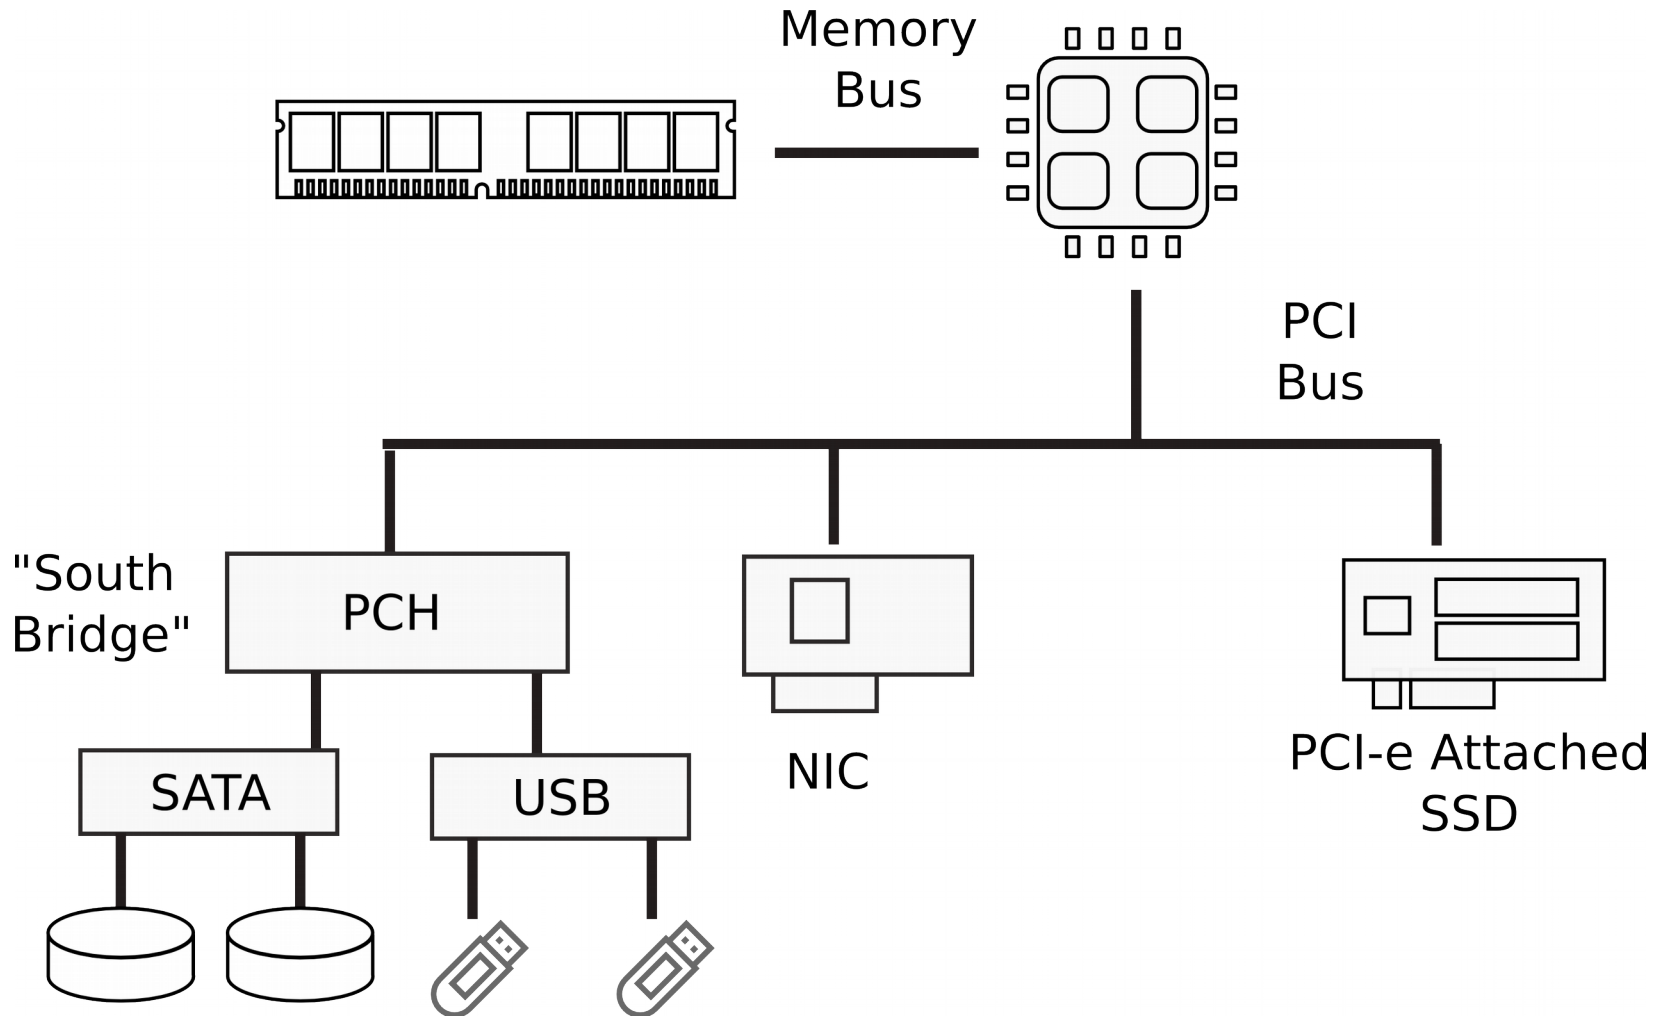 Memory
Bus
PCI
Bus
"South
Bridge"
PCH
SATA
USB
NIC
PCI-e Attached
SSD